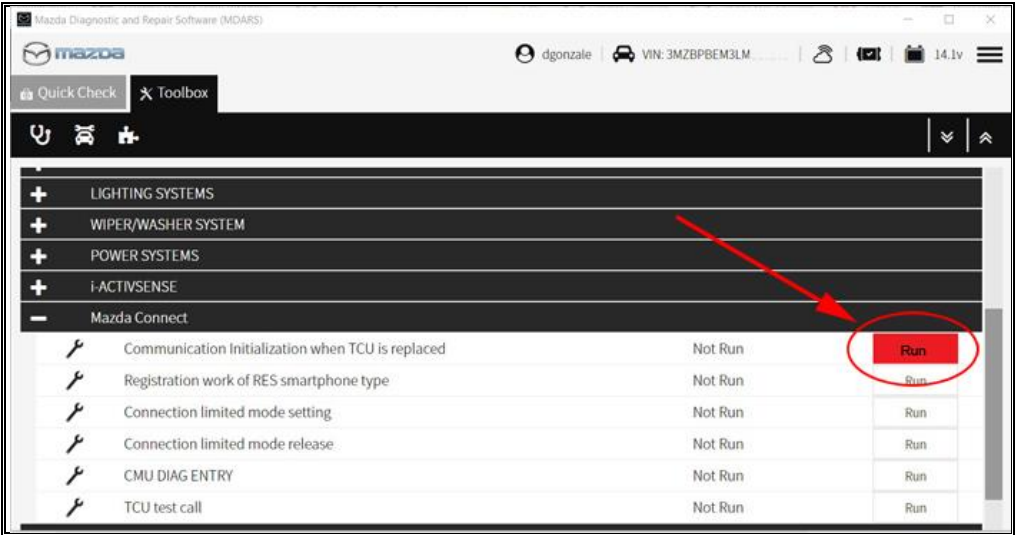 Mazda Diagnostic and Repair Software (MDARS)
mazda dgonzale VIN: 3MZBPBEM3LM 14.1v
Quick Check Toolbox
LIGHTING SYSTEMS
WIPER/WASHER SYSTEM
POWER SYSTEMS
i-ACTIVSENSE
Mazda Connect
Communication Initialization when TCU is replaced Not Run Run
Registration work of RES smartphone type Not Run Run
Connection limited mode setting Not Run Run
Connection limited mode release Not Run Run
CMU DIAG ENTRY Not Run Run
TCU test call Not Run Run